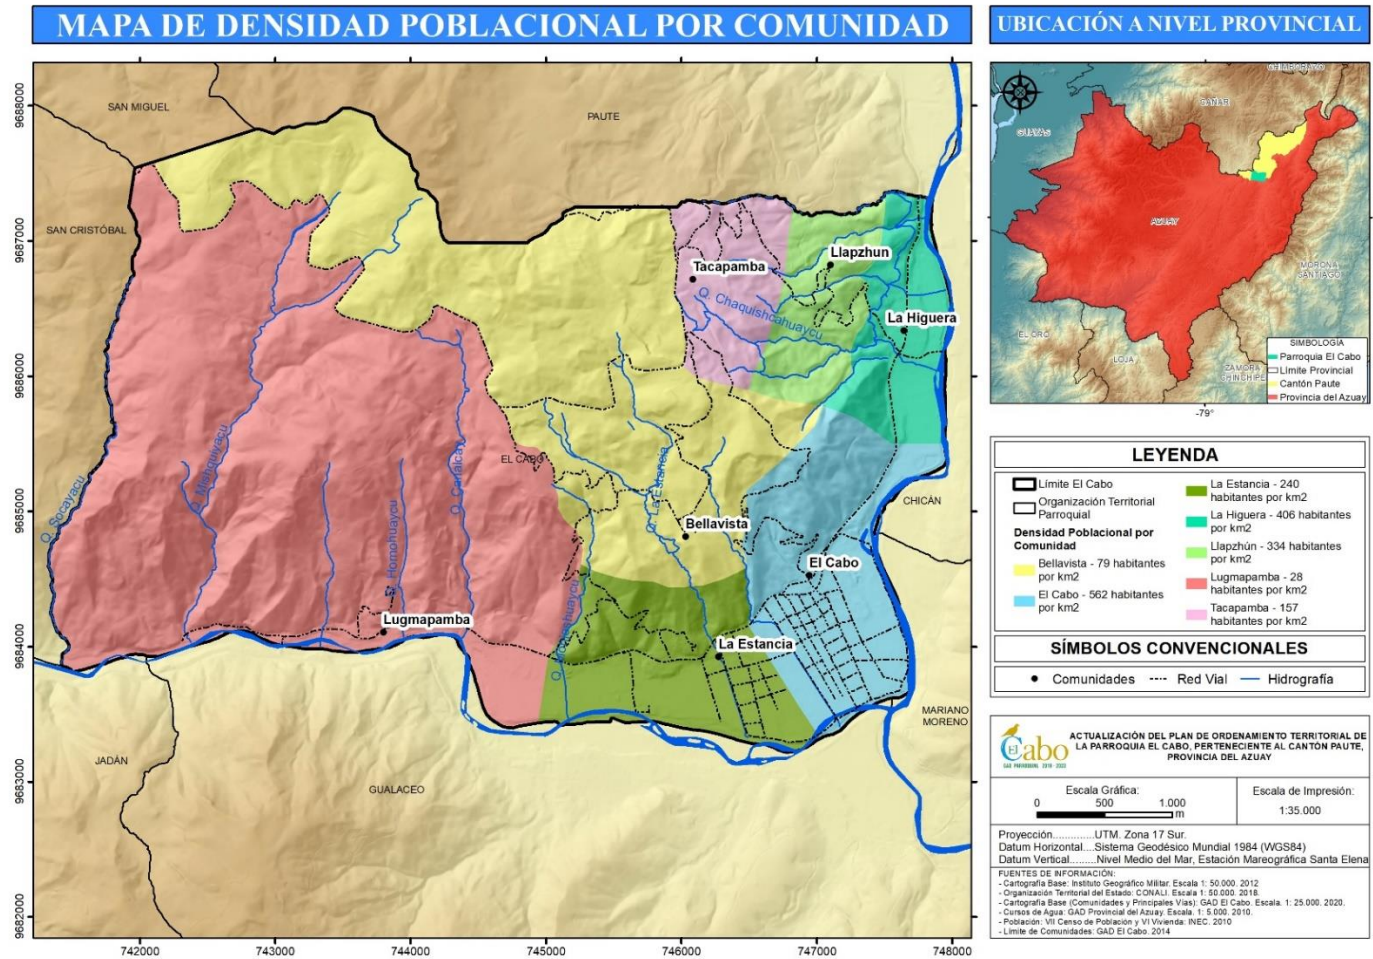 MAPA DE DENSIDAD POBLACIONAL POR COMUNIDAD
SAN MIGUEL
PAUTE
SAN CRISTÓBAL
Tacapamba
Llapzhun
Q. Chaquishcahuaycu
La Higuera
EL CABO
CHICÁN
Q. Socayacu
Q. Mishquiyacu
Q. Homohuaycu
Q. Cañalcay
Q. La Estancia
Bellavista
El Cabo
Lugmapamba
La Estancia
MARIANO
MORENO
JADÁN
GUALACEO
9688000
9687000
9686000
9685000
9684000
9683000
9682000
742000
743000
744000
745000
746000
747000
748000
UBICACIÓN A NIVEL PROVINCIAL
CHIMBORAZO
CAÑAR
GUAYAS
AZUAY
MORONA
SANTIAGO
EL ORO
LOJA
ZAMORA
CHINCHIPE
-79°
SIMBOLOGÍA
Parroquia El Cabo
Límite Provincial
Cantón Paute
Provincia del Azuay
LEYENDA
Límite El Cabo
Organización Territorial
Parroquial
Densidad Poblacional por
Comunidad
Bellavista - 79 habitantes
por km2
El Cabo - 562 habitantes
por km2
La Estancia - 240
habitantes por km2
La Higuera - 406 habitantes
por km2
Llapzhún - 334 habitantes
por km2
Lugmapamba - 28
habitantes por km2
Tacapamba - 157
habitantes por km2
SÍMBOLOS CONVENCIONALES
Comunidades
Red Vial
Hidrografía
El Cabo
GAD PARROQUIAL 2019 - 2023
ACTUALIZACIÓN DEL PLAN DE ORDENAMIENTO TERRITORIAL DE
LA PARROQUIA EL CABO, PERTENECIENTE AL CANTÓN PAUTE,
PROVINCIA DEL AZUAY
Escala Gráfica:
0 500 1.000
m
Escala de Impresión:
1:35.000
Proyección.............UTM. Zona 17 Sur.
Datum Horizontal....Sistema Geodésico Mundial 1984 (WGS84)
Datum Vertical.........Nivel Medio del Mar, Estación Mareográfica Santa Elena
FUENTES DE INFORMACIÓN:
- Cartografía Base: Instituto Geográfico Militar. Escala 1: 50.000. 2012
- Organización Territorial del Estado: CONALI. Escala 1: 50.000. 2018.
- Cartografía Base (Comunidades y Principales Vías): GAD El Cabo. Escala. 1: 25.000. 2020.
- Cursos de Agua: GAD Provincial del Azuay. Escala. 1: 5.000. 2010.
- Población: VII Censo de Población y VI Vivienda: INEC. 2010
- Límite de Comunidades: GAD El Cabo. 2014